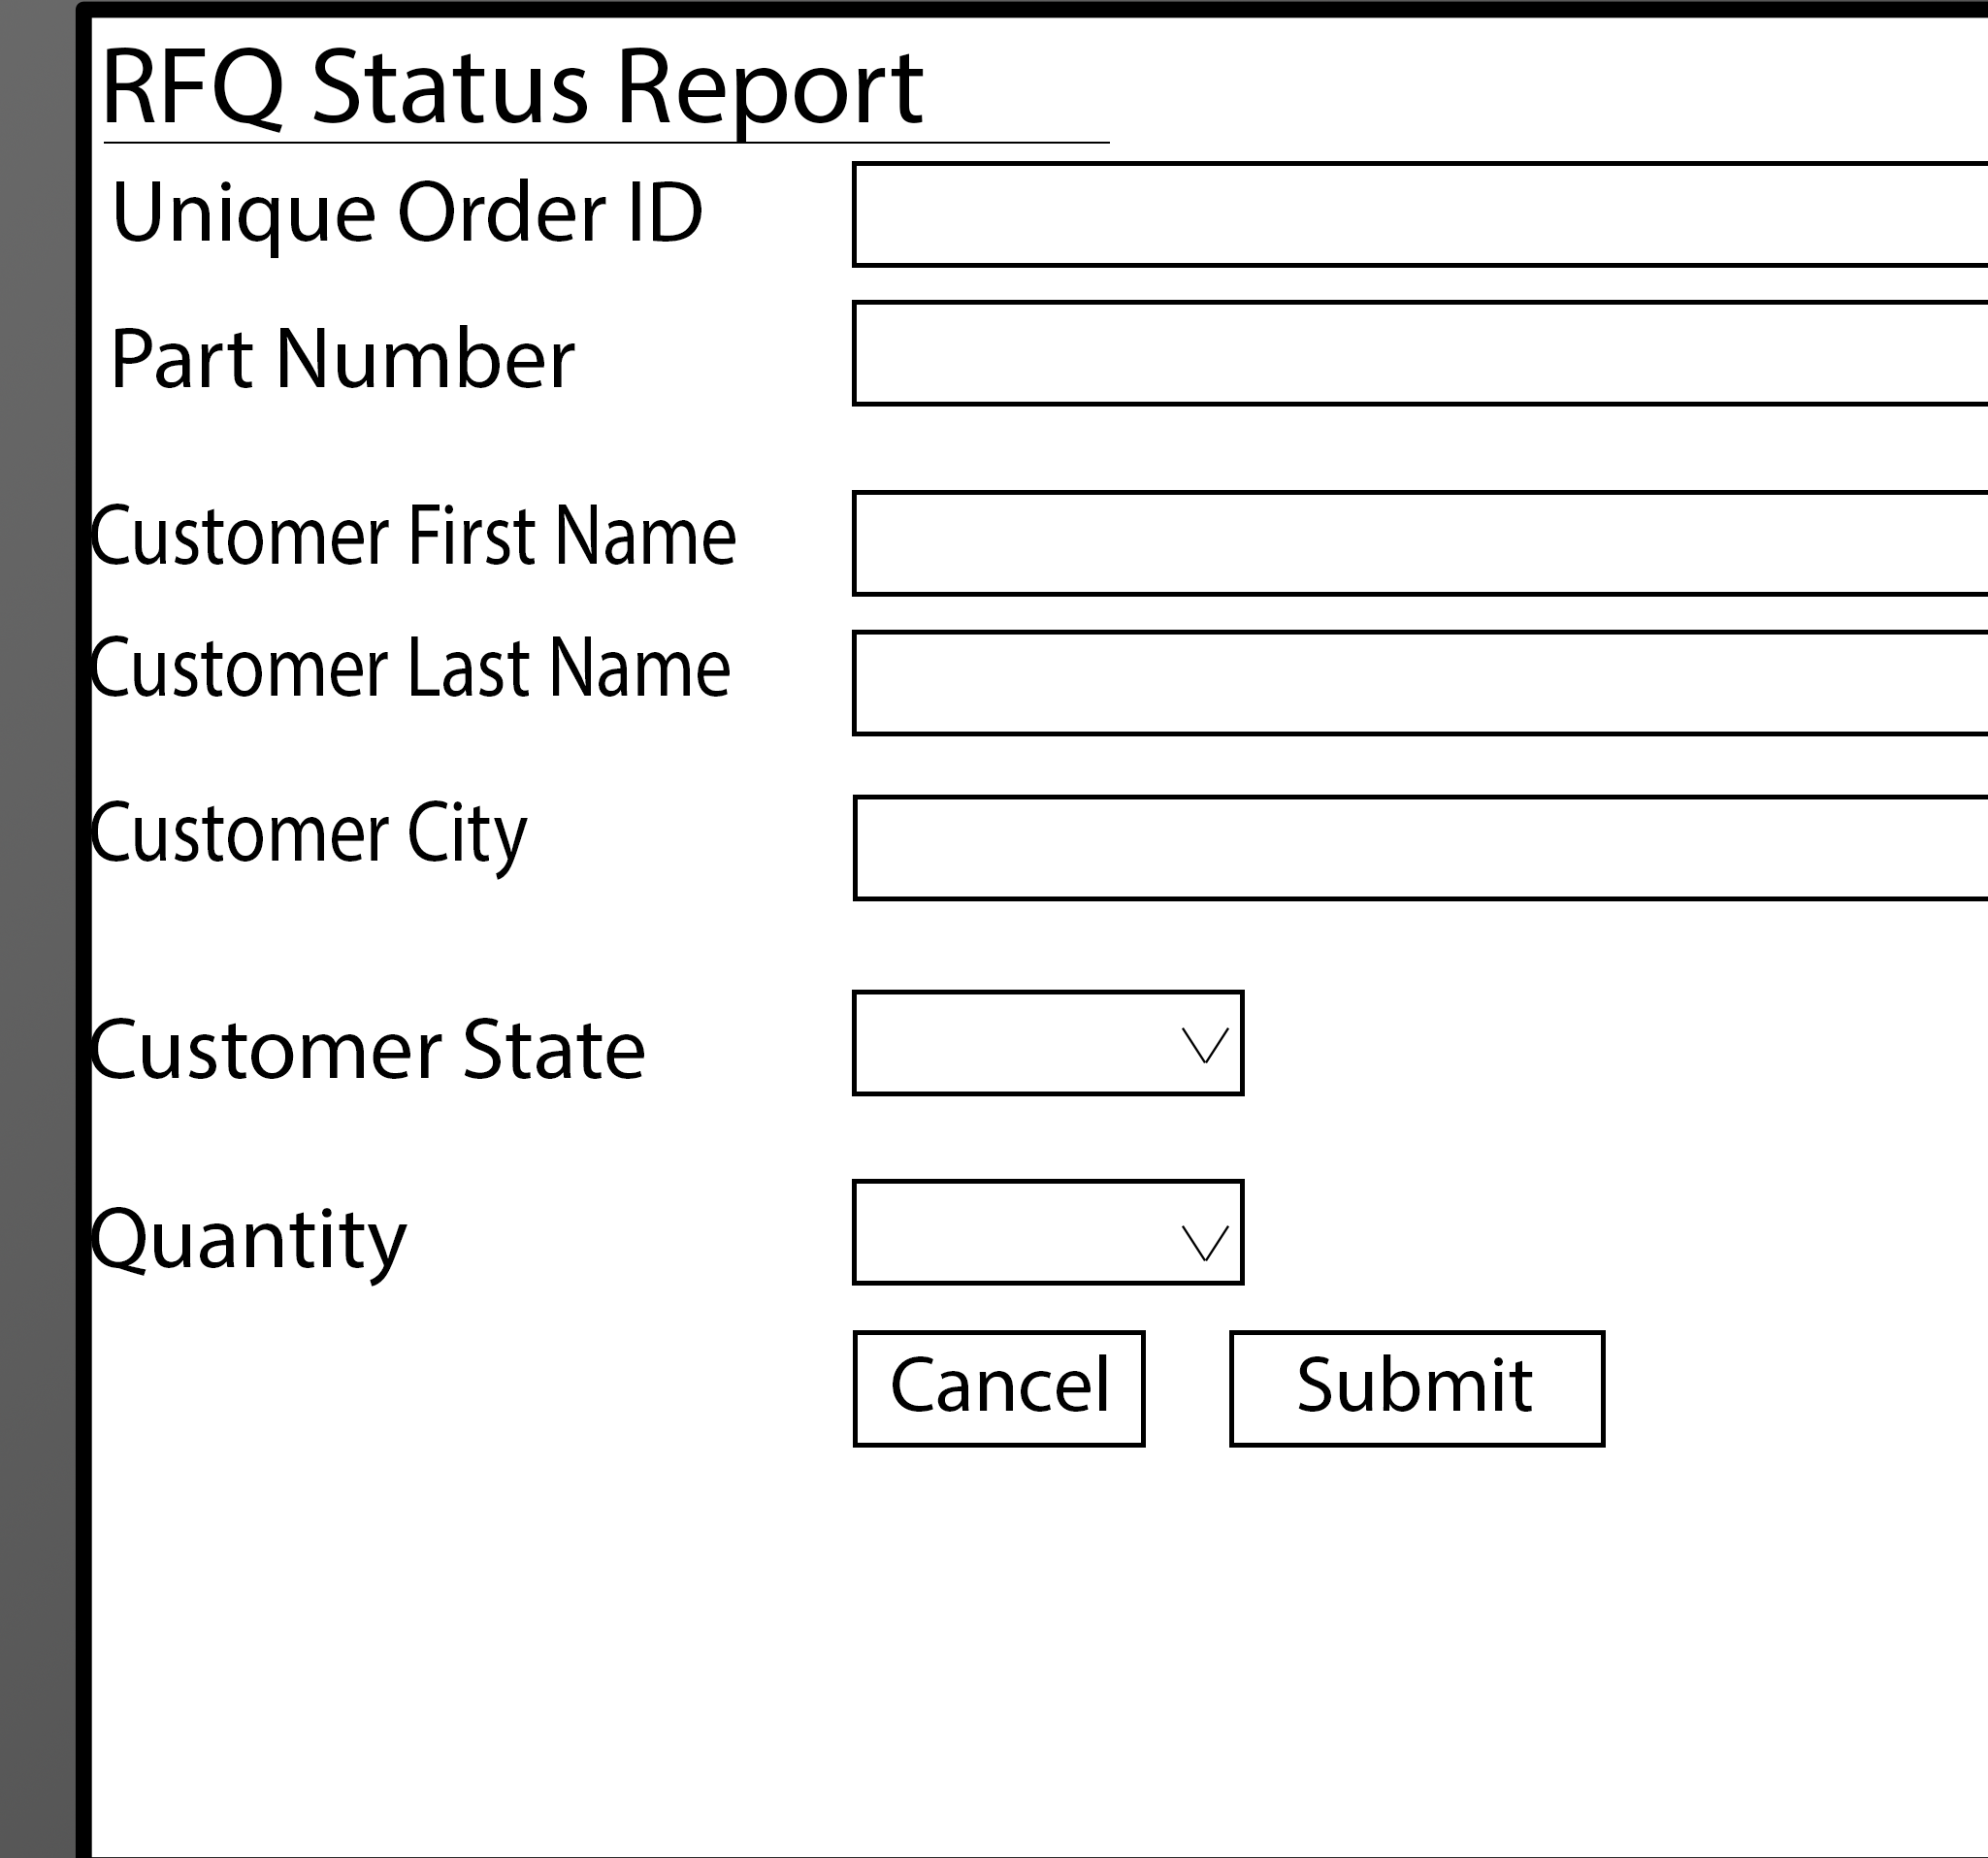 RFQ Status Report
Unique Order ID
Part Number
Customer First Name
Customer Last Name
Customer City
Customer State
Quantity
Cancel Submit